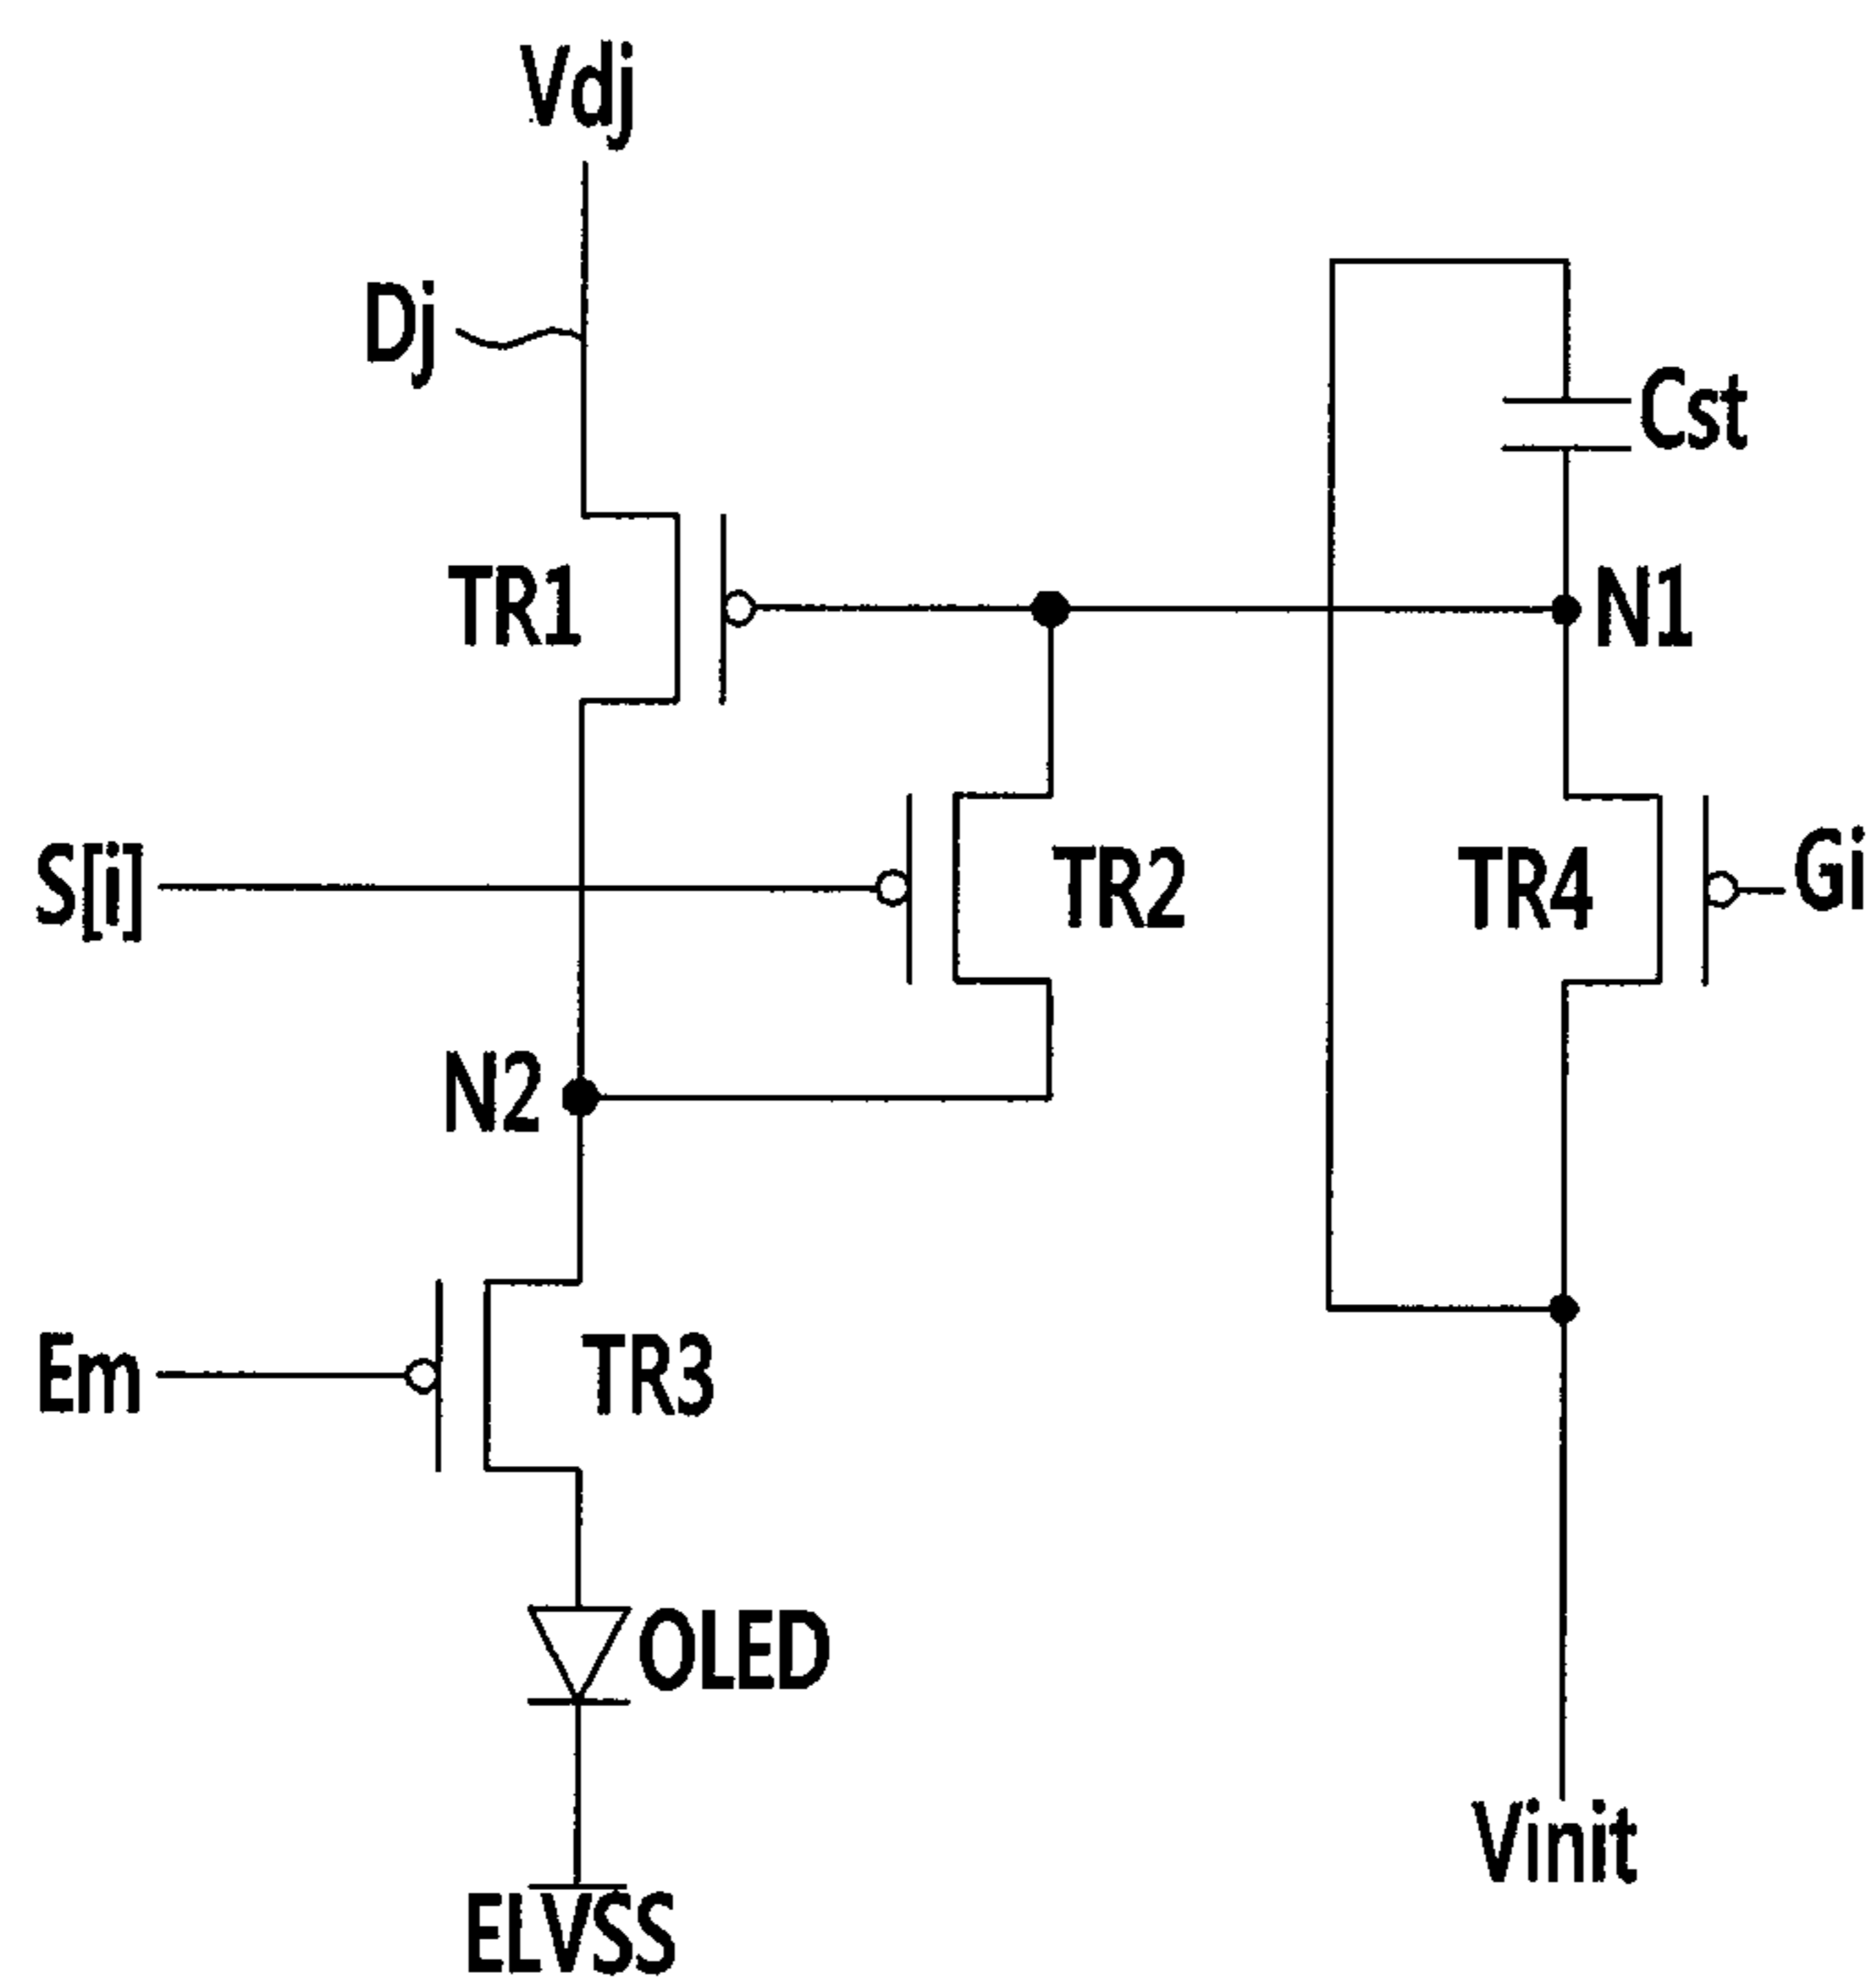 Vdj
Dj
Cst
TR1
N1
S[i]
TR2
TR4
Gi
N2
Em
TR3
OLED
Vinit
ELVSS